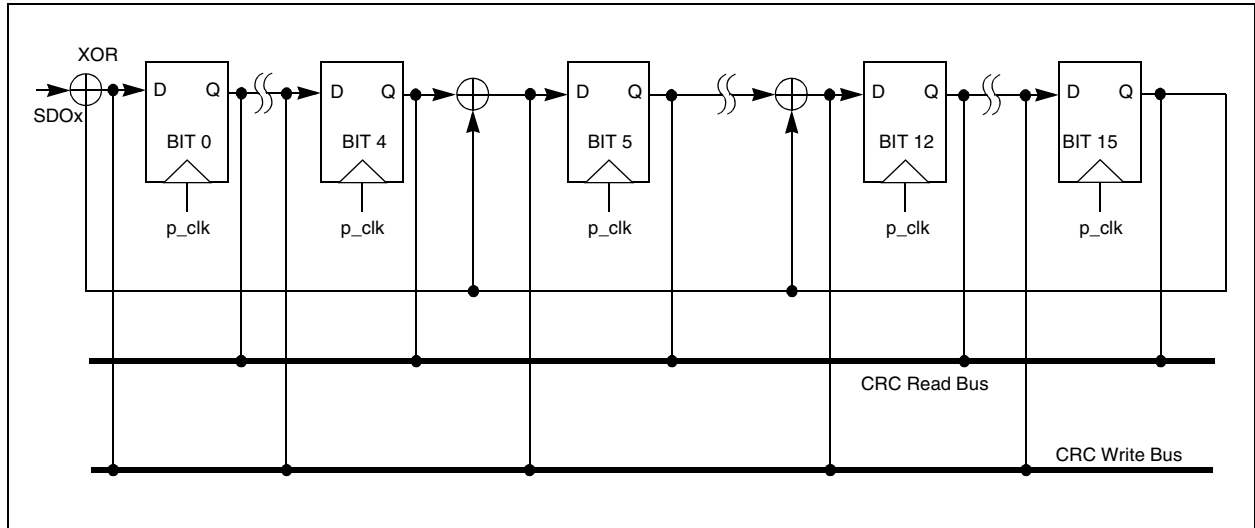 XOR
SDOx
D Q
BIT 0
p_clk
D Q
BIT 4
p_clk
D Q
BIT 5
p_clk
D Q
BIT 12
p_clk
D Q
BIT 15
p_clk
CRC Read Bus
CRC Write Bus